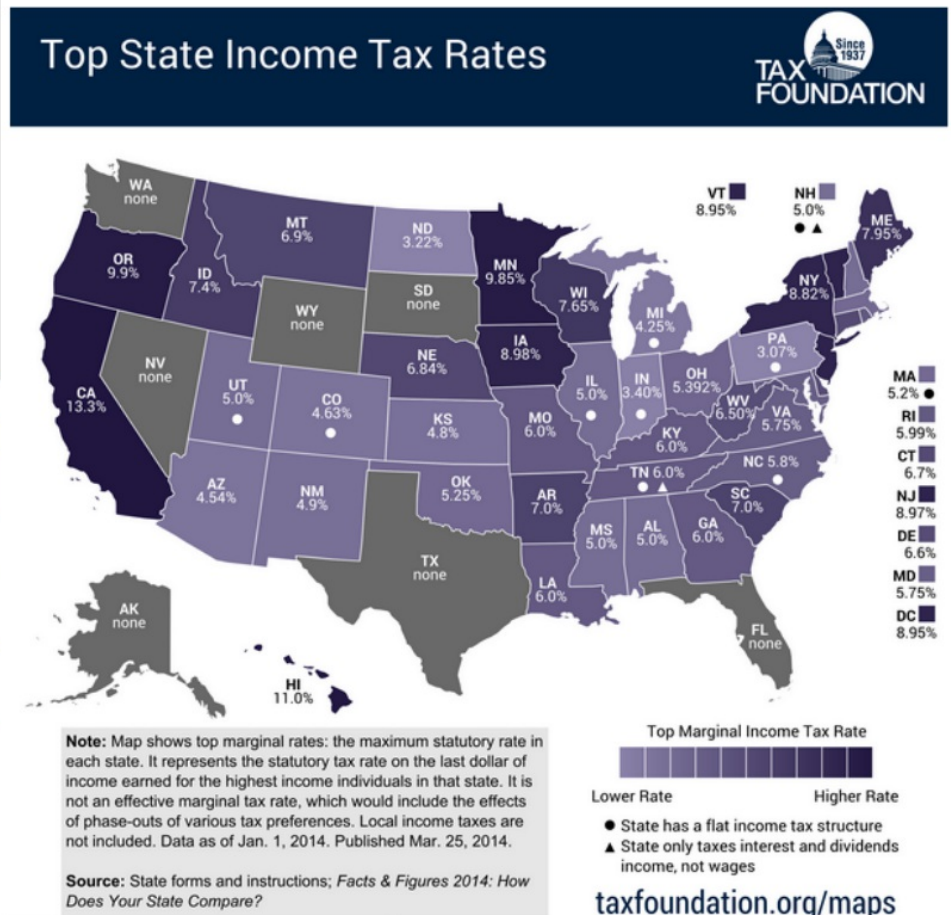 Top State Income Tax Rates
Since
1937
TAX
FOUNDATION
WA
none
MT
6.9%
ND
3.22%
VT
8.95%
NH
5.0%
ME
7.95%
OR
9.9%
ID
7.4%
MN
9.85%
SD
none
WI
7.65%
NY
8.82%
WY
none
MI
4.25%
NV
none
NE
6.84%
IA
8.98%
PA
3.07%
CA
13.3%
UT
5.0%
CO
4.63%
IL
5.0%
IN
3.40%
OH
5.392%
MA
5.2%
KS
4.8%
MO
6.0%
WV
6.50%
VA
5.75%
RI
5.99%
KY
6.0%
CT
6.7%
AZ
4.54%
NM
4.9%
OK
5.25%
TN 6.0%
NC 5.8%
AR
7.0%
SC
7.0%
NJ
8.97%
MS
5.0%
AL
5.0%
GA
6.0%
DE
6.6%
TX
none
LA
6.0%
MD
5.75%
AK
none
FL
none
DC
8.95%
HI
11.0%
Note: Map shows top marginal rates: the maximum statutory rate in
each state. It represents the statutory tax rate on the last dollar of
income earned for the highest income individuals in that state. It is
not an effective marginal tax rate, which would include the effects
of phase-outs of various tax preferences. Local income taxes are
not included. Data as of Jan. 1, 2014. Published Mar. 25, 2014.
Source: State forms and instructions; Facts & Figures 2014: How
Does Your State Compare?
Top Marginal Income Tax Rate
Lower Rate Higher Rate
● State has a flat income tax structure
▲ State only taxes interest and dividends
income, not wages
taxfoundation.org/maps